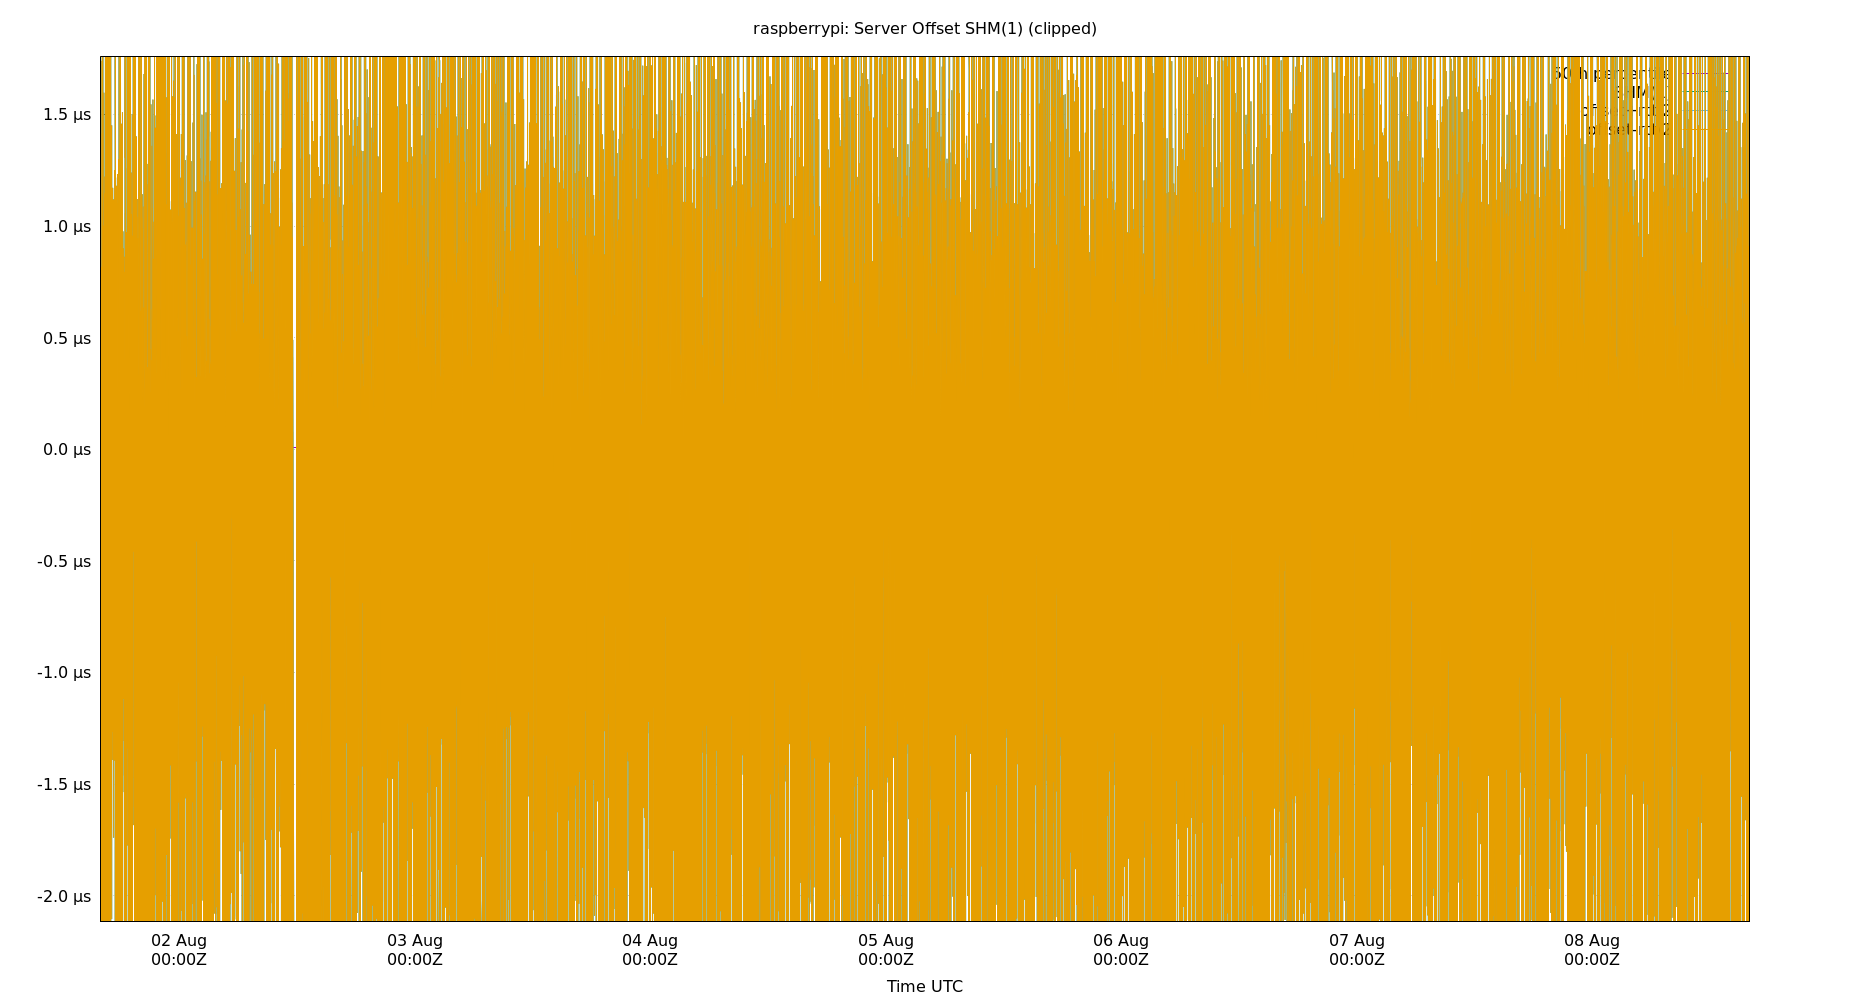 raspberrypi: Server Offset SHM(1) (clipped)
1.5 µs
1.0 µs
0.5 µs
0.0 µs
-0.5 µs
-1.0 µs
-1.5 µs
-2.0 µs
02 Aug 03 Aug 04 Aug 05 Aug 06 Aug 07 Aug 08 Aug
00:00Z 00:00Z 00:00Z 00:00Z 00:00Z 00:00Z 00:00Z
Time UTC